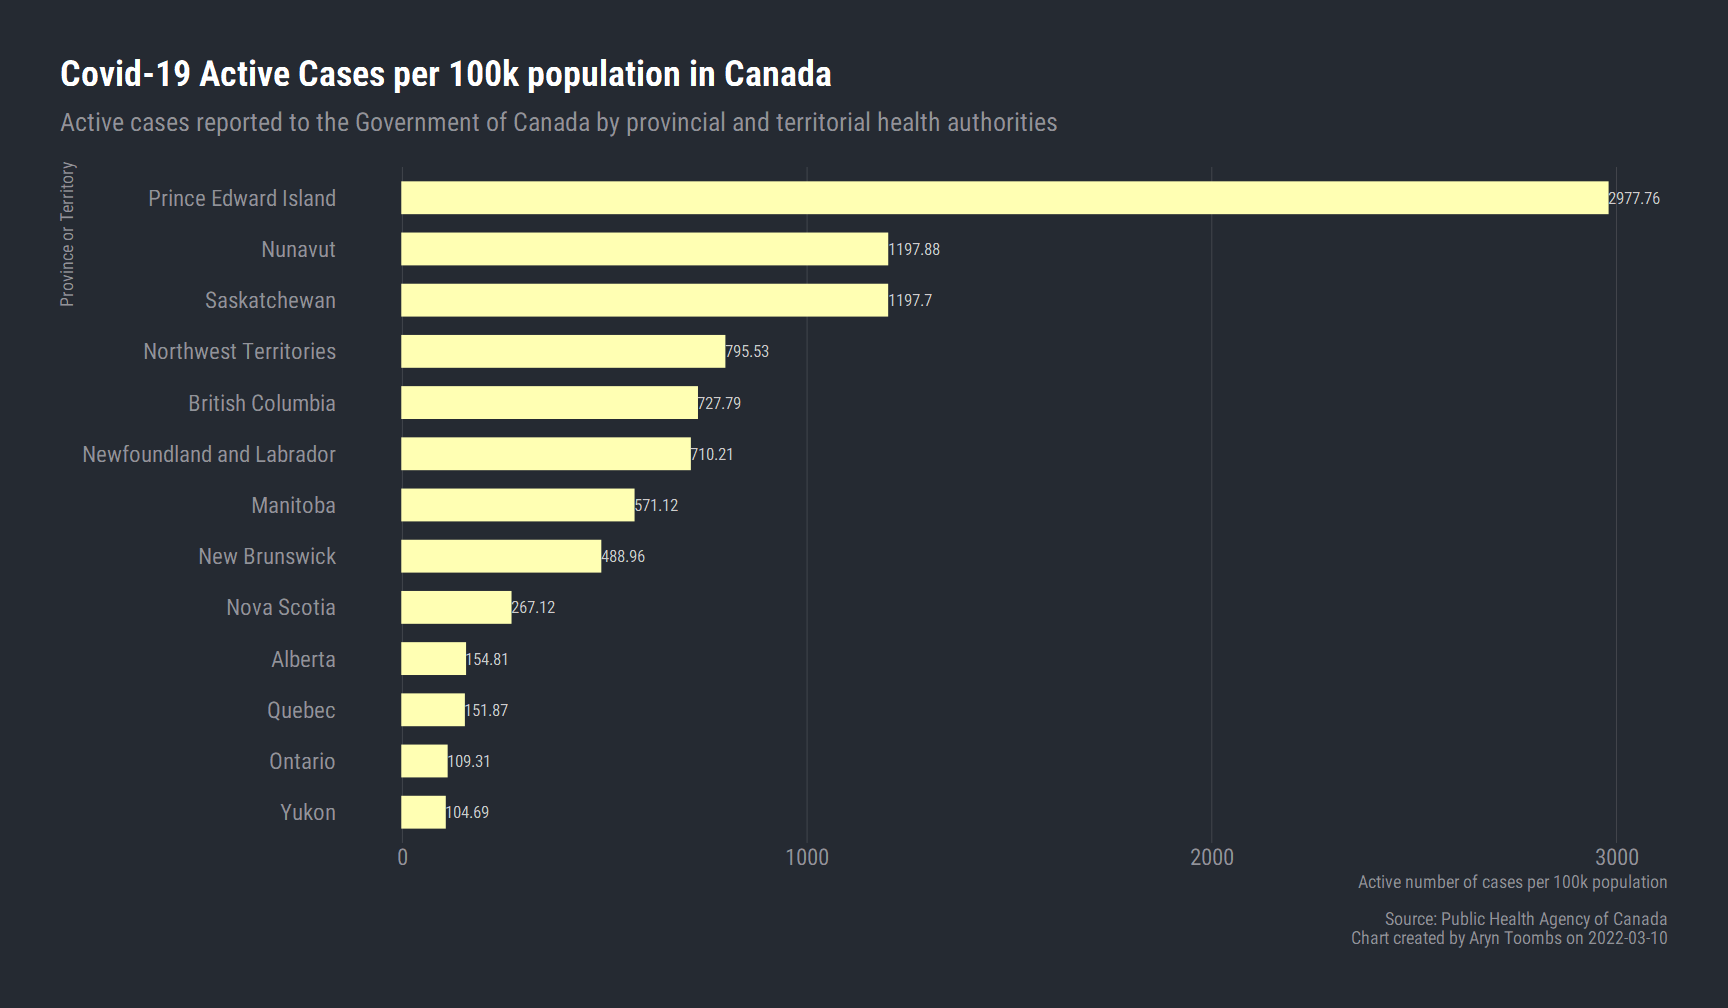 Covid-19 Active Cases per 100k population in Canada
Active cases reported to the Government of Canada by provincial and territorial health authorities
Province or Territory
Prince Edward Island 2977.76
Nunavut 1197.88
Saskatchewan 1197.7
Northwest Territories 795.53
British Columbia 727.79
Newfoundland and Labrador 710.21
Manitoba 571.12
New Brunswick 488.96
Nova Scotia 267.12
Alberta 154.81
Quebec 151.87
Ontario 109.31
Yukon 104.69
0 1000 2000 3000
Active number of cases per 100k population
Source: Public Health Agency of Canada
Chart created by Aryn Toombs on 2022-03-10